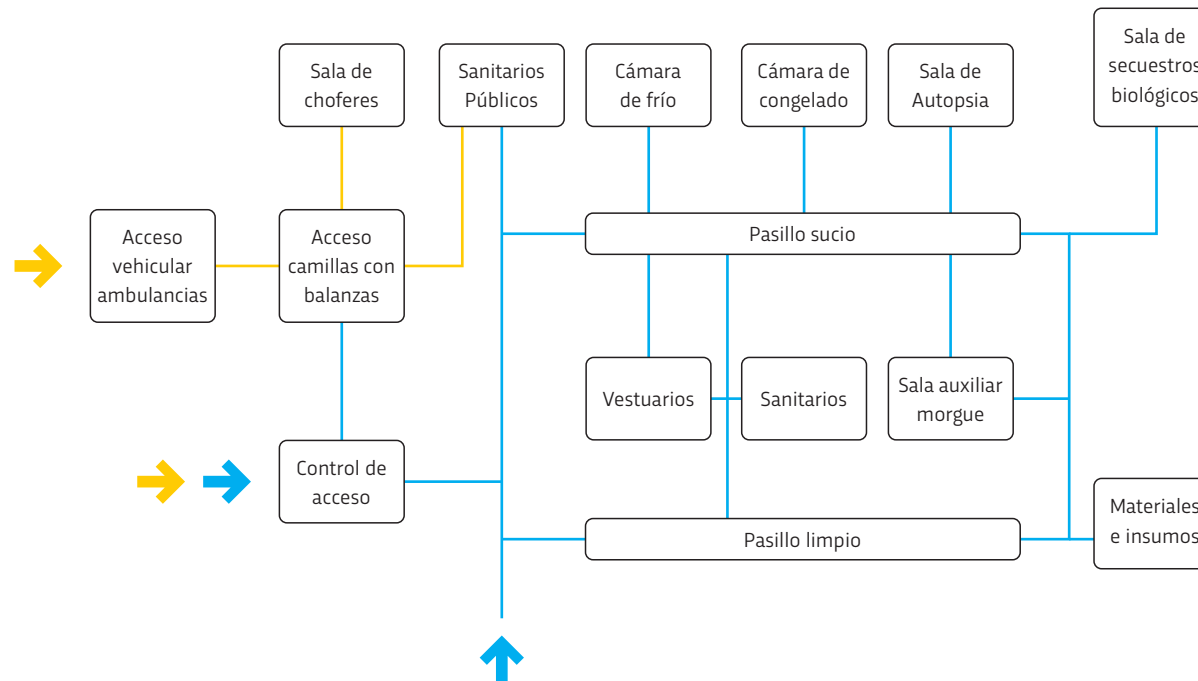 Sala de
choferes
Sanitarios
Públicos
Cámara
de frío
Cámara de
congelado
Sala de
Autopsia
Sala de
secuestros
biológicos
Acceso
vehicular
ambulancias
Acceso
camillas con
balanzas
Pasillo sucio
Vestuarios
Sanitarios
Sala auxiliar
morgue
Control de
acceso
Pasillo limpio
Materiales
e insumos